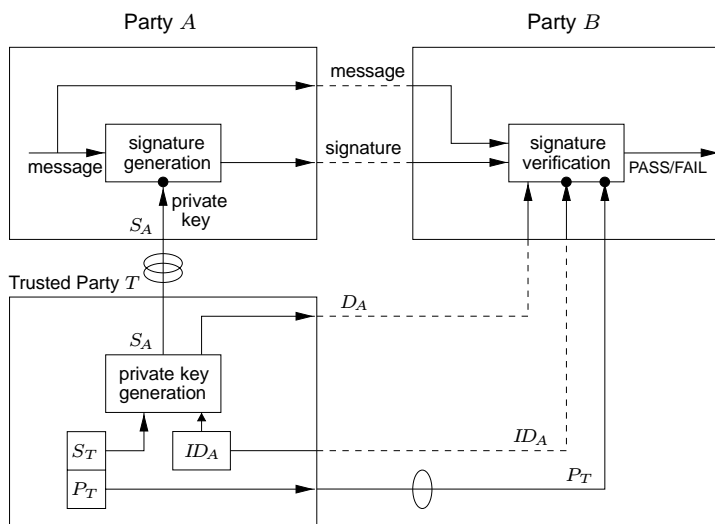 Party A
Party B
message
message
signature
generation
signature
signature
verification
PASS/FAIL
private
key
S_A
Trusted Party T
D_A
S_A
private key
generation
S_T
ID_A
ID_A
P_T
P_T